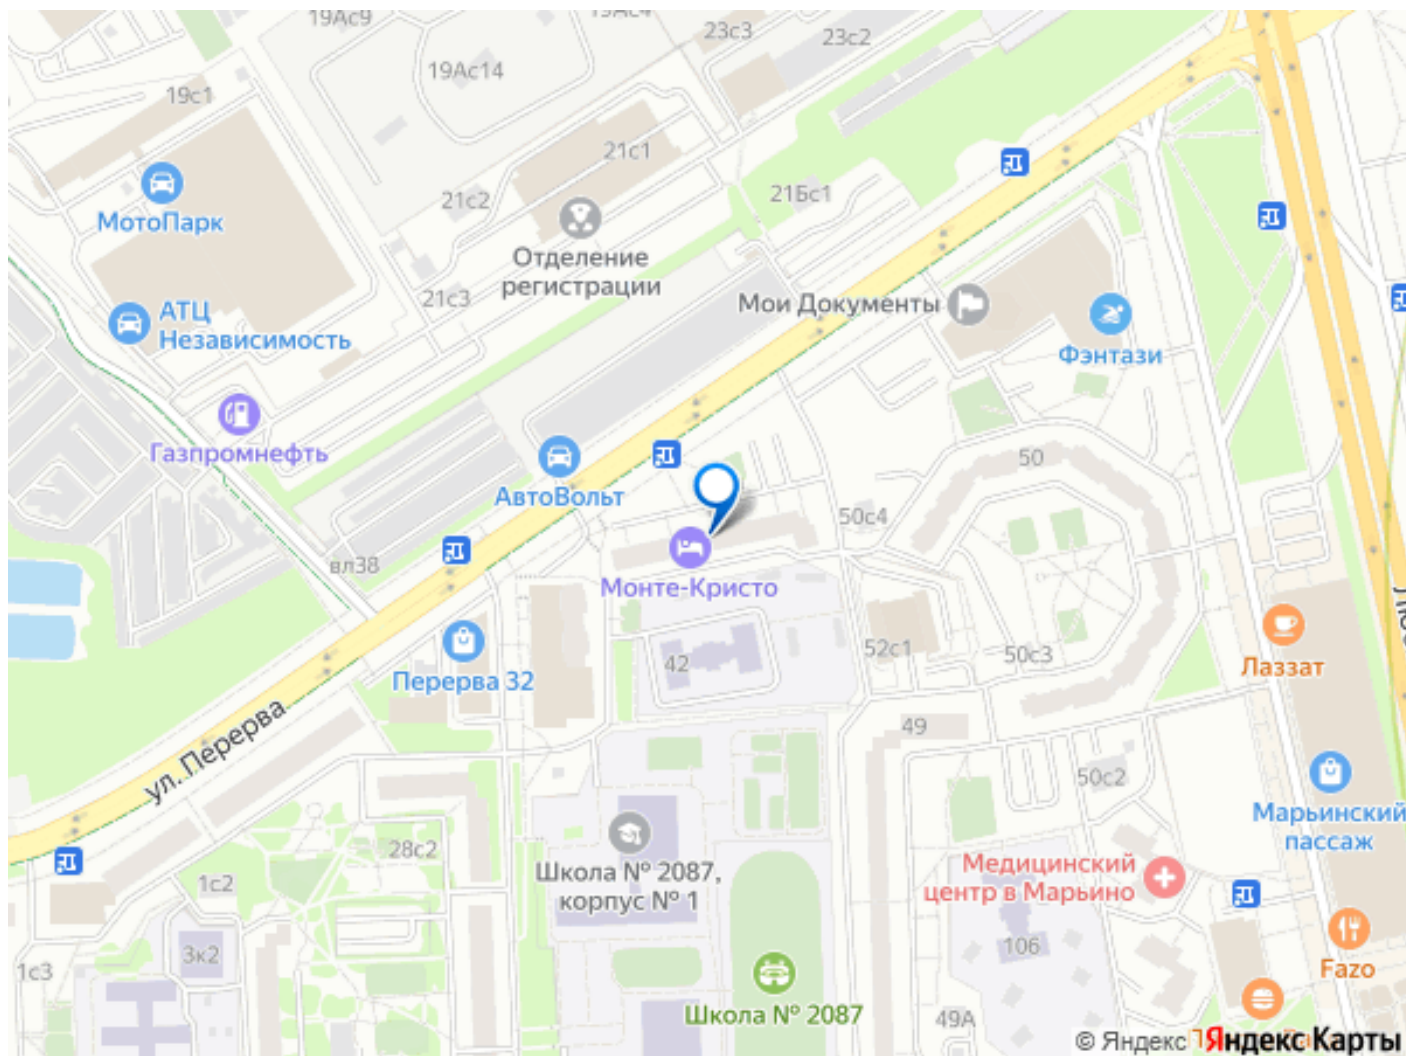 19Ас9
19Ас4
23с3
23с2
19Ас14
19с1
21с1
21с2
21Бс1
МотоПарк
Отделение
регистрации
21с3
Мои Документы
АТЦ
Независимость
Фэнтази
Газпромнефть
АвтоВольт
50
50с4
вл38
Монте-Кристо
52с1
50с3
42
Лаззат
Перерва 32
ул. Перерва
49
50с2
Марьинский
пассаж
28с2
Школа № 2087,
корпус № 1
Медицинский
центр в Марьино
1с2
3к2
106
1с3
Fazo
Школа № 2087
49А
© Яндекс
Яндекс Карты